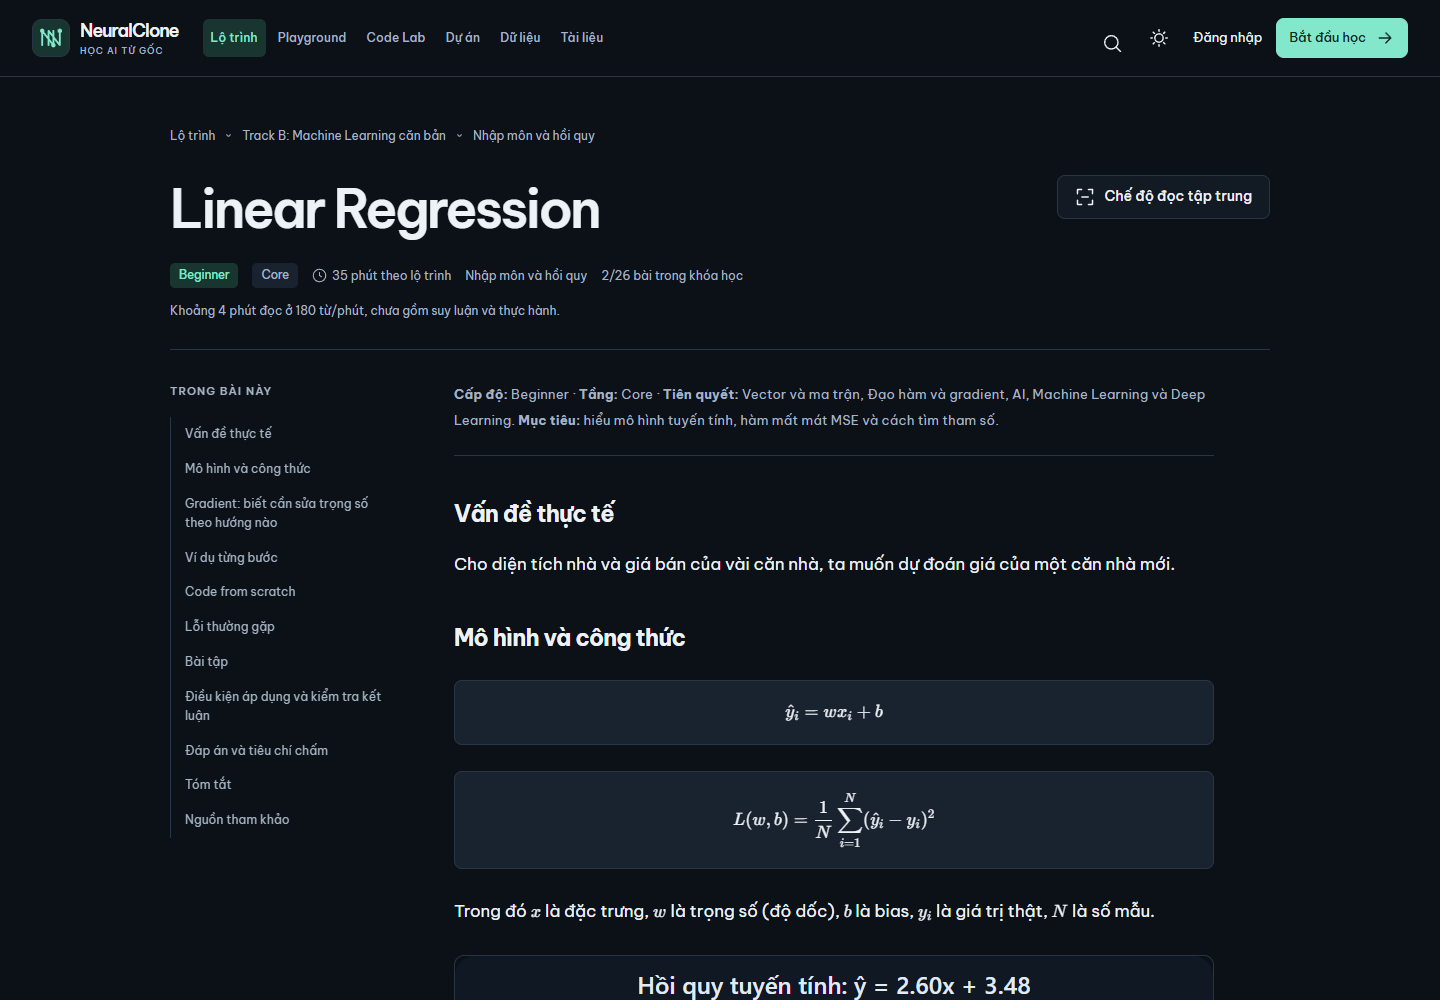 NeuralClone
HỌC AI TỪ GỐC
Lộ trình Playground Code Lab Dự án Dữ liệu Tài liệu Đăng nhập Bắt đầu học
Lộ trình Track B: Machine Learning căn bản Nhập môn và hồi quy
Linear Regression
Chế độ đọc tập trung
Beginner Core 35 phút theo lộ trình Nhập môn và hồi quy 2/26 bài trong khóa học
Khoảng 4 phút đọc ở 180 từ/phút, chưa gồm suy luận và thực hành.
TRONG BÀI NÀY
Vấn đề thực tế
Mô hình và công thức
Gradient: biết cần sửa trọng số
theo hướng nào
Ví dụ từng bước
Code from scratch
Lỗi thường gặp
Bài tập
Điều kiện áp dụng và kiểm tra kết
luận
Đáp án và tiêu chí chấm
Tóm tắt
Nguồn tham khảo
Cấp độ: Beginner · Tầng: Core · Tiên quyết: Vector và ma trận, Đạo hàm và gradient, AI, Machine Learning và Deep
Learning. Mục tiêu: hiểu mô hình tuyến tính, hàm mất mát MSE và cách tìm tham số.
Vấn đề thực tế
Cho diện tích nhà và giá bán của vài căn nhà, ta muốn dự đoán giá của một căn nhà mới.
Mô hình và công thức
ŷᵢ = wxᵢ + b
L(w, b) = 1/N ∑ᵢ₌₁ᴺ (ŷᵢ − yᵢ)²
Trong đó x là đặc trưng, w là trọng số (độ dốc), b là bias, yᵢ là giá trị thật, N là số mẫu.
Hồi quy tuyến tính: ŷ = 2.60x + 3.48